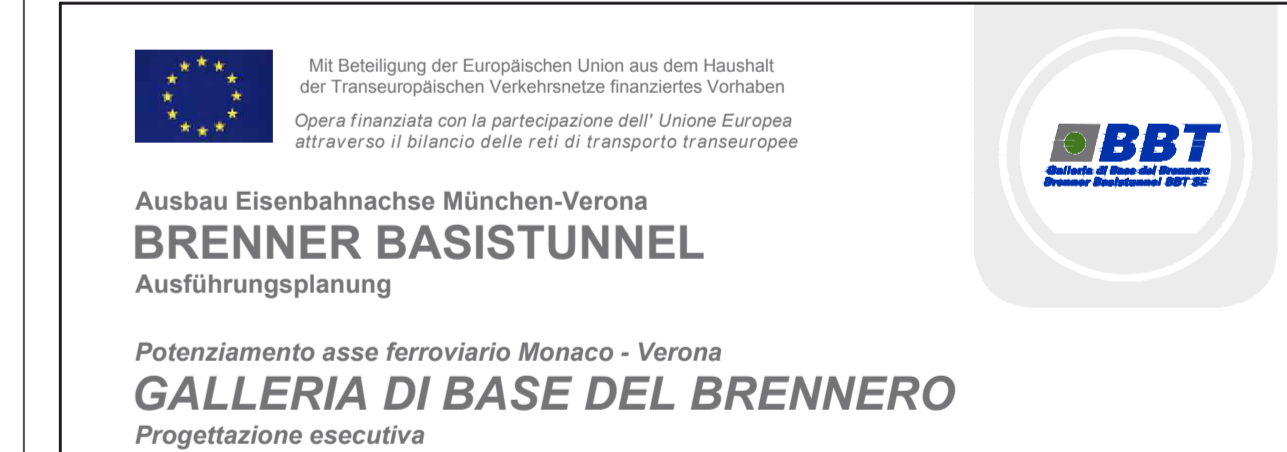 Mit Beteiligung der Europäischen Union aus dem Haushalt
der Transeuropäischen Verkehrsnetze finanziertes Vorhaben
Opera finanziata con la partecipazione dell' Unione Europea
attraverso il bilancio delle reti di transporto transeuropee
BBT
Galleria di Base del Brennero
Brenner Basistunnel BBT SE
Ausbau Eisenbahnachse München-Verona
BRENNER BASISTUNNEL
Ausführungsplanung
Potenziamento asse ferroviario Monaco - Verona
GALLERIA DI BASE DEL BRENNERO
Progettazione esecutiva